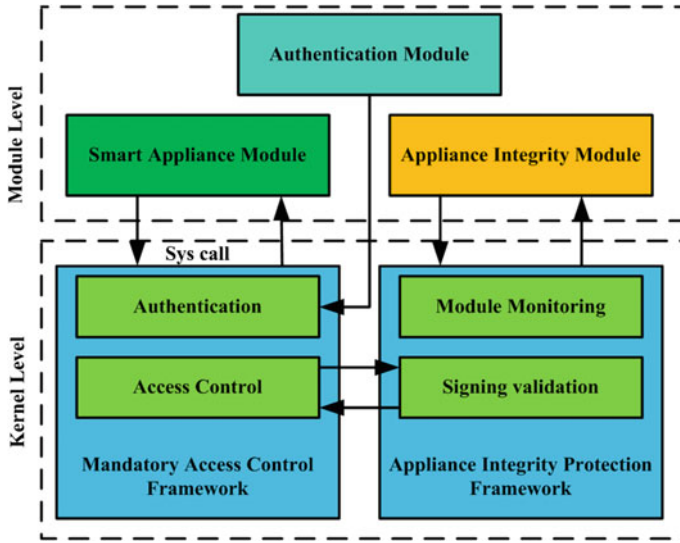 Module Level
Authentication Module
Smart Appliance Module
Appliance Integrity Module
Kernel Level
Sys call
Authentication
Module Monitoring
Access Control
Signing validation
Mandatory Access Control
Framework
Appliance Integrity Protection
Framework